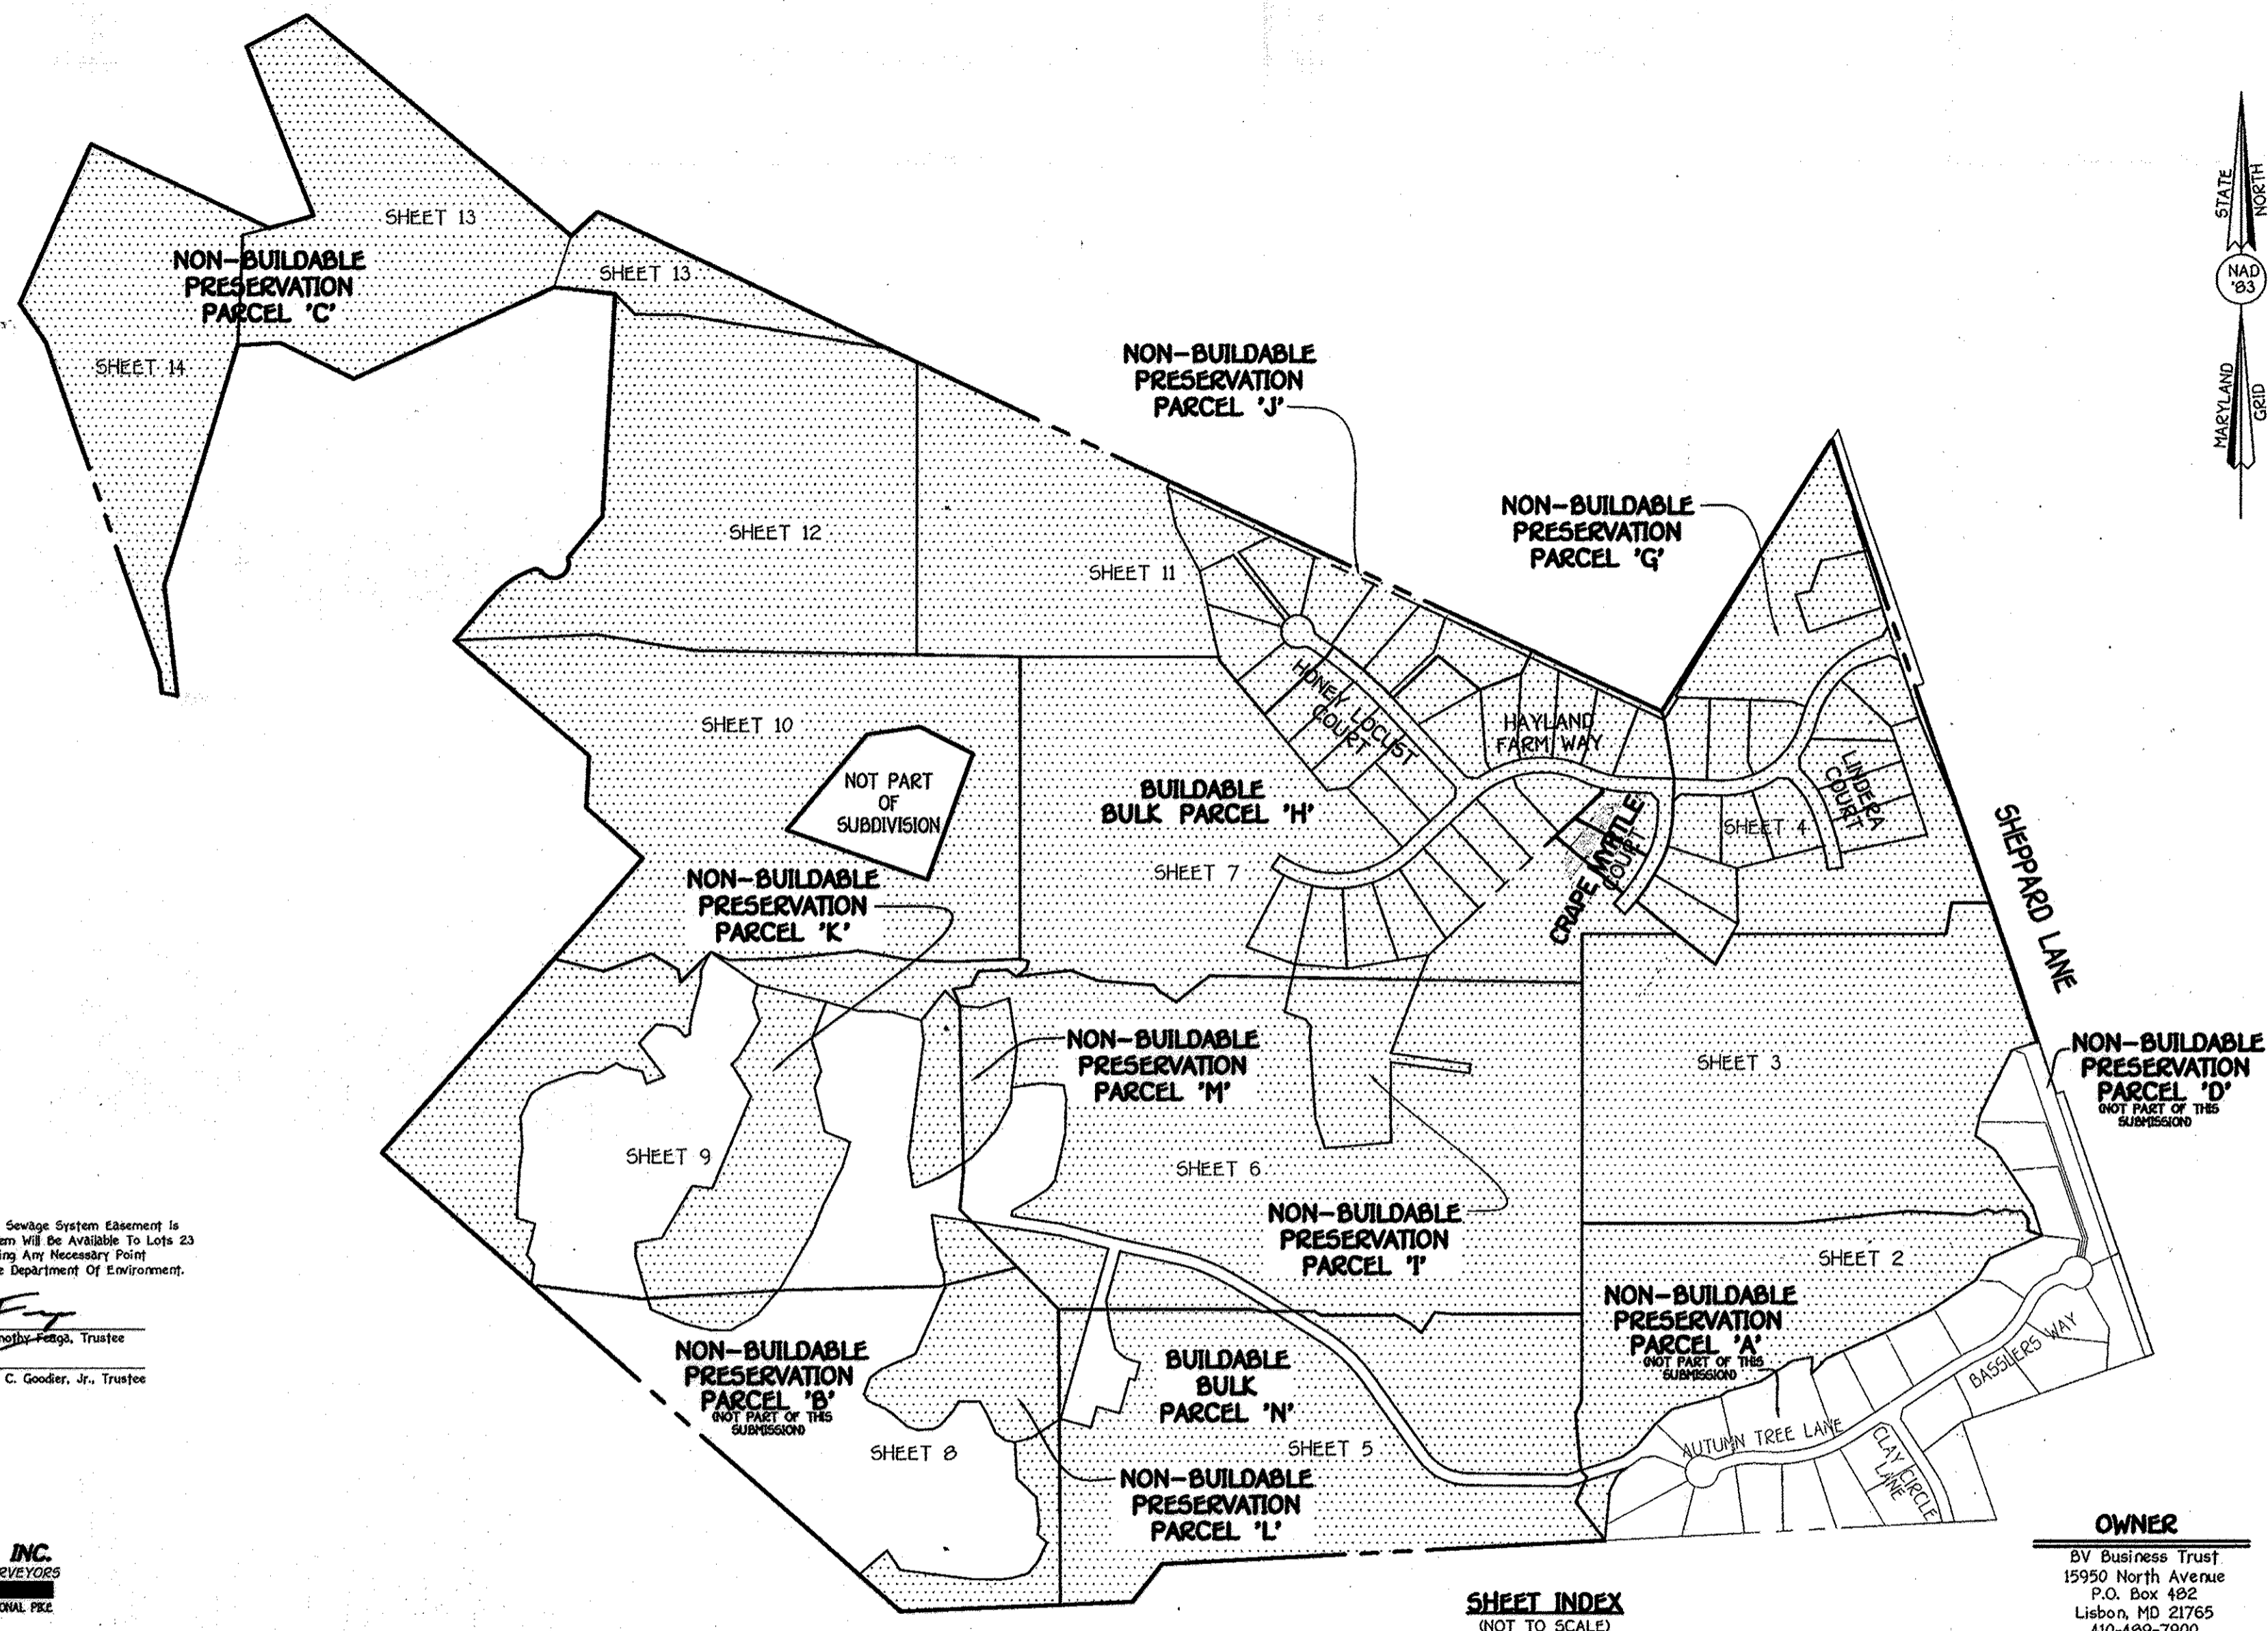 SHEET 13
NON-BUILDABLE
PRESERVATION
PARCEL 'C'
SHEET 13
SHEET 14
STATE
NORTH
NAD
'83
MARYLAND
GRID
NON-BUILDABLE
PRESERVATION
PARCEL 'J'
NON-BUILDABLE
PRESERVATION
PARCEL 'G'
SHEET 12
SHEET 11
SHEET 10
NOT PART
OF
SUBDIVISION
HONEY LOCUST
COURT
HAYLAND
FARM WAY
BUILDABLE
BULK PARCEL 'H'
SHEET 7
CRAPE MYRTLE
COURT
SHEET 4
LINDERA
COURT
SHEPPARD LANE
NON-BUILDABLE
PRESERVATION
PARCEL 'K'
NON-BUILDABLE
PRESERVATION
PARCEL 'M'
SHEET 3
NON-BUILDABLE
PRESERVATION
PARCEL 'D'
(NOT PART OF THIS
SUBMISSION)
SHEET 9
SHEET 6
NON-BUILDABLE
PRESERVATION
PARCEL 'I'
SHEET 2
NON-BUILDABLE
PRESERVATION
PARCEL 'A'
(NOT PART OF THIS
SUBMISSION)
Sewage System Easement Is
em Will Be Available To Lots 23
ing Any Necessary Point
e Department Of Environment.
mothy Feaga, Trustee
C. Goodier, Jr., Trustee
NON-BUILDABLE
PRESERVATION
PARCEL 'B'
(NOT PART OF THIS
SUBMISSION)
BUILDABLE
BULK
PARCEL 'N'
SHEET 8
SHEET 5
NON-BUILDABLE
PRESERVATION
PARCEL 'L'
AUTUMN TREE LANE
BASSLERS WAY
CLAY CIRCLE
LANE
INC.
RVEYORS
ONAL PIKE
SHEET INDEX
(NOT TO SCALE)
OWNER
BV Business Trust
15950 North Avenue
P.O. Box 482
Lisbon, MD 21765
410-489-7900